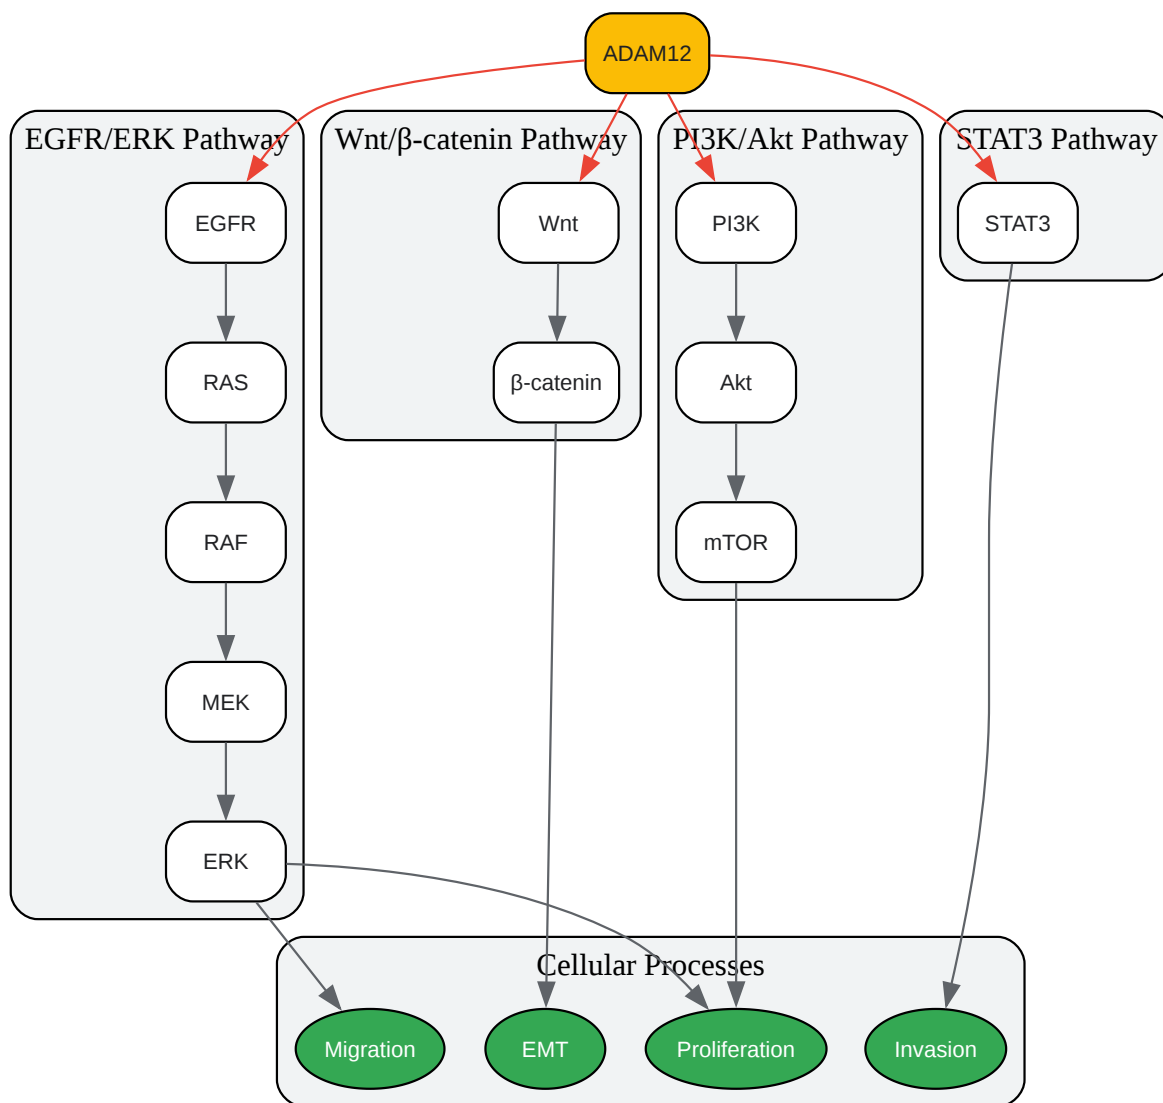 ADAM12
EGFR/ERK Pathway
Wnt/β-catenin Pathway
PI3K/Akt Pathway
STAT3 Pathway
EGFR
Wnt
PI3K
STAT3
RAS
β-catenin
Akt
RAF
mTOR
MEK
ERK
Cellular Processes
Migration
EMT
Proliferation
Invasion